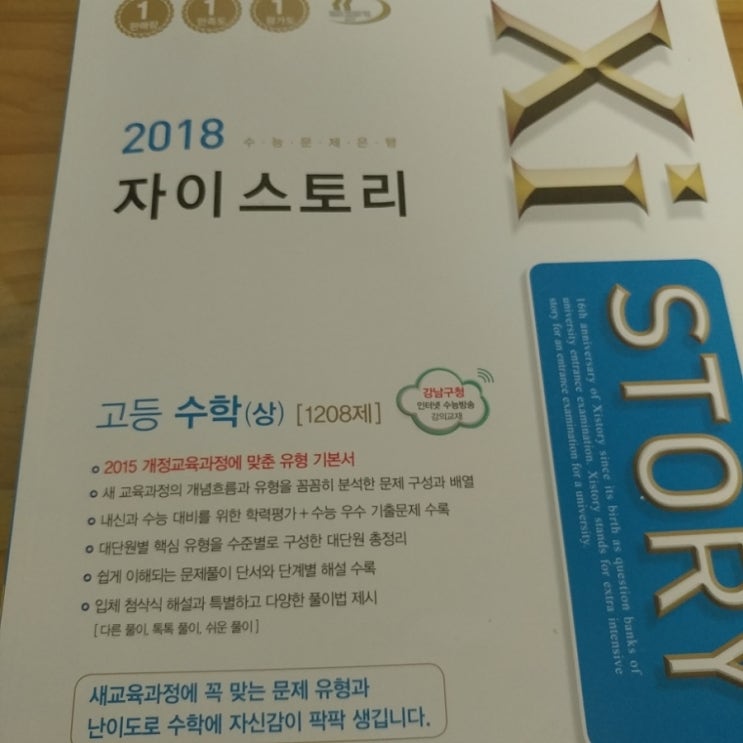 1 1 1
판매량 만족도 평가도
2018 수·능·문·제·은·행
자이스토리
Xi
STORY
16th anniversary of Xistory since its birth as question banks of
university entrance examination. Xistory stands for extra intensive
story for an entrance examination for a university.
고등 수학(상) [1208제]
강남구청
인터넷 수능방송
강의교재
2015 개정교육과정에 맞춘 유형 기본서
새 교육과정의 개념흐름과 유형을 꼼꼼히 분석한 문제 구성과 배열
내신과 수능 대비를 위한 학력평가+수능 우수 기출문제 수록
대단원별 핵심 유형을 수준별로 구성한 대단원 총정리
쉽게 이해되는 문제풀이 단서와 단계별 해설 수록
입체 첨삭식 해설과 특별하고 다양한 풀이법 제시
[다른 풀이, 톡톡 풀이, 쉬운 풀이]
새교육과정에 꼭 맞는 문제 유형과
난이도로 수학에 자신감이 팍팍 생깁니다.